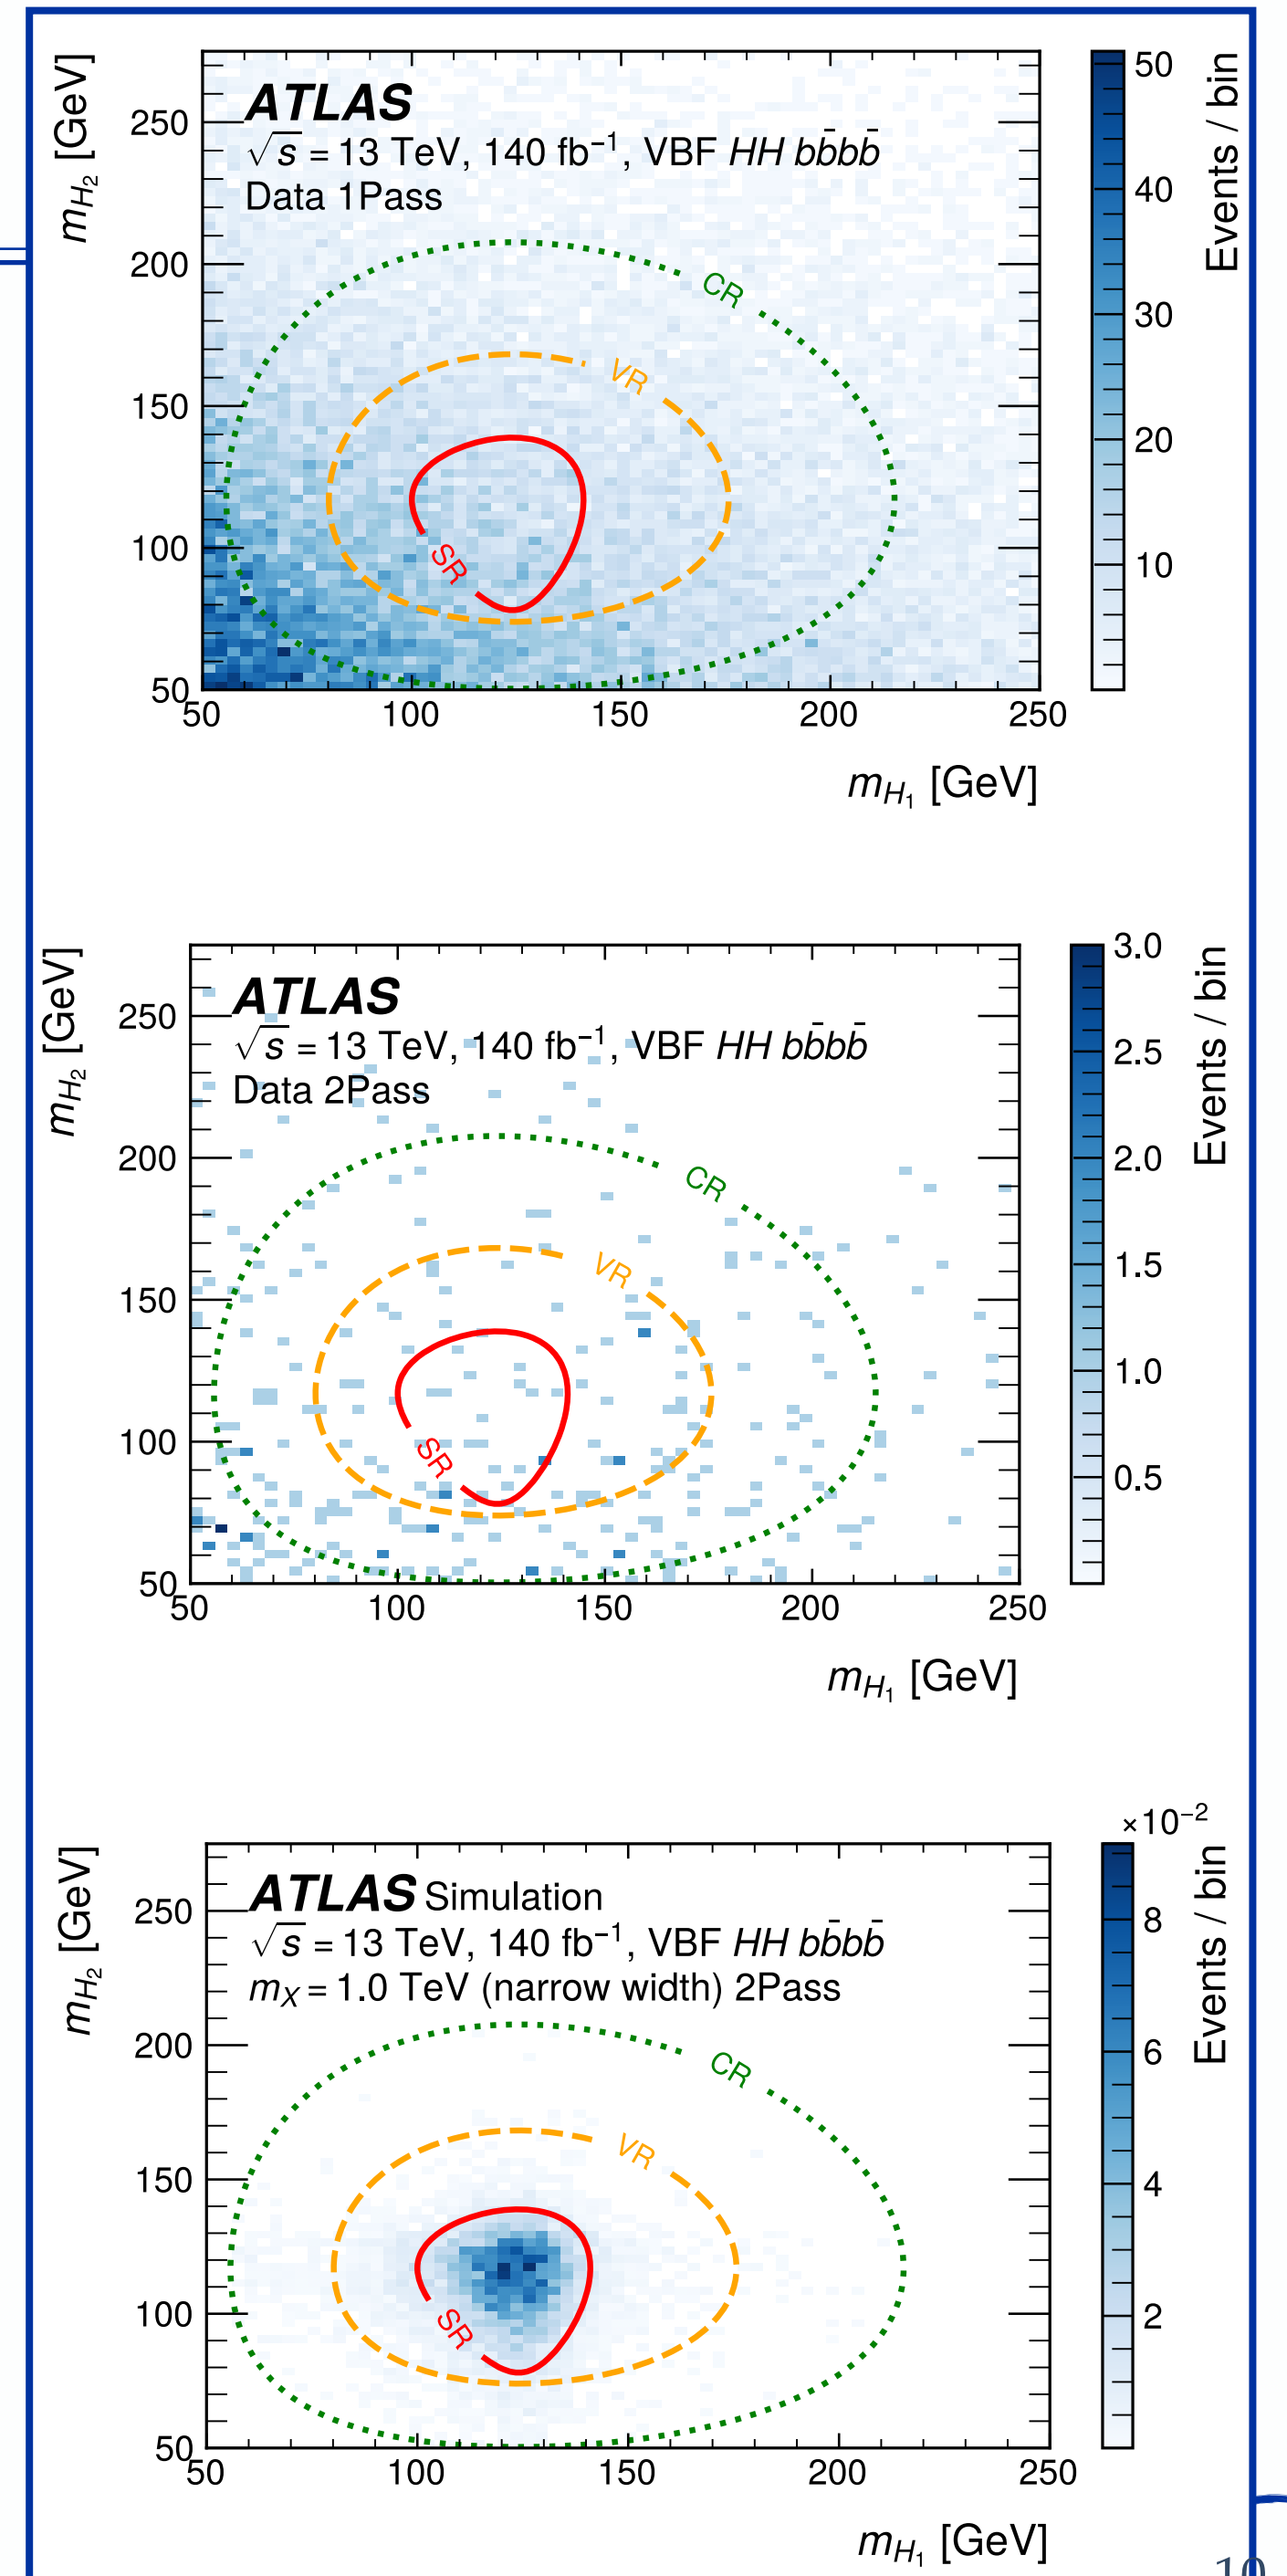 ATLAS
√s = 13 TeV, 140 fb⁻¹, VBF HH bb̄bb̄
Data 1Pass
CR
VR
SR
250
200
150
100
50
50 100 150 200 250
m_H₂ [GeV]
m_H₁ [GeV]
50
40
30
20
10
Events / bin
ATLAS
√s = 13 TeV, 140 fb⁻¹, VBF HH bb̄bb̄
Data 2Pass
CR
VR
SR
250
200
150
100
50
50 100 150 200 250
m_H₂ [GeV]
m_H₁ [GeV]
3.0
2.5
2.0
1.5
1.0
0.5
Events / bin
×10⁻²
ATLAS Simulation
√s = 13 TeV, 140 fb⁻¹, VBF HH bb̄bb̄
m_X = 1.0 TeV (narrow width) 2Pass
CR
VR
SR
250
200
150
100
50
50 100 150 200 250
m_H₂ [GeV]
m_H₁ [GeV]
8
6
4
2
Events / bin
10